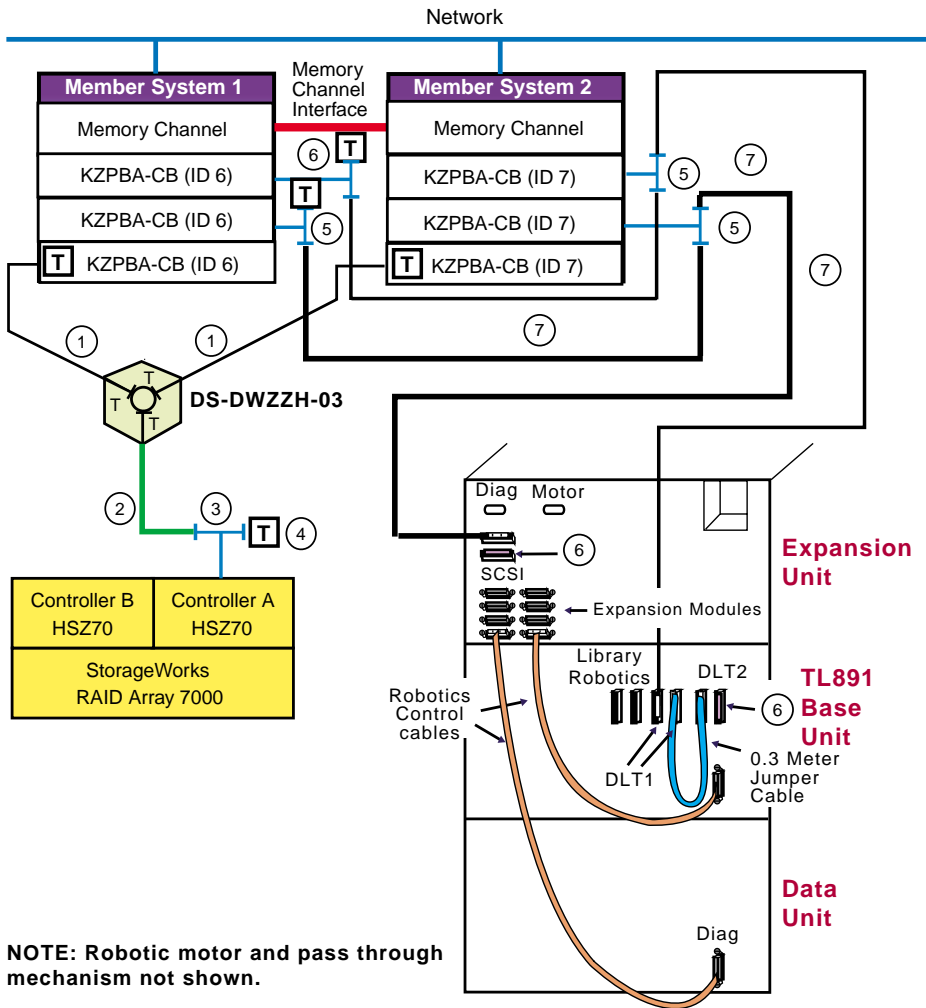 Network
Member System 1
Memory
Channel
Interface
Member System 2
Memory Channel
Memory Channel
6
T
7
KZPBA-CB (ID 6)
KZPBA-CB (ID 7)
5
T
KZPBA-CB (ID 6)
5
KZPBA-CB (ID 7)
5
T
KZPBA-CB (ID 6)
T
KZPBA-CB (ID 7)
7
1
1
7
T
T
T
DS-DWZZH-03
2
3
T
4
Diag
Motor
6
SCSI
Expansion
Unit
Controller B
HSZ70
Controller A
HSZ70
Expansion Modules
StorageWorks
RAID Array 7000
Library
Robotics
DLT2
TL891
Base
Unit
Robotics
Control
cables
6
DLT1
0.3 Meter
Jumper
Cable
Data
Unit
Diag
NOTE: Robotic motor and pass through
mechanism not shown.